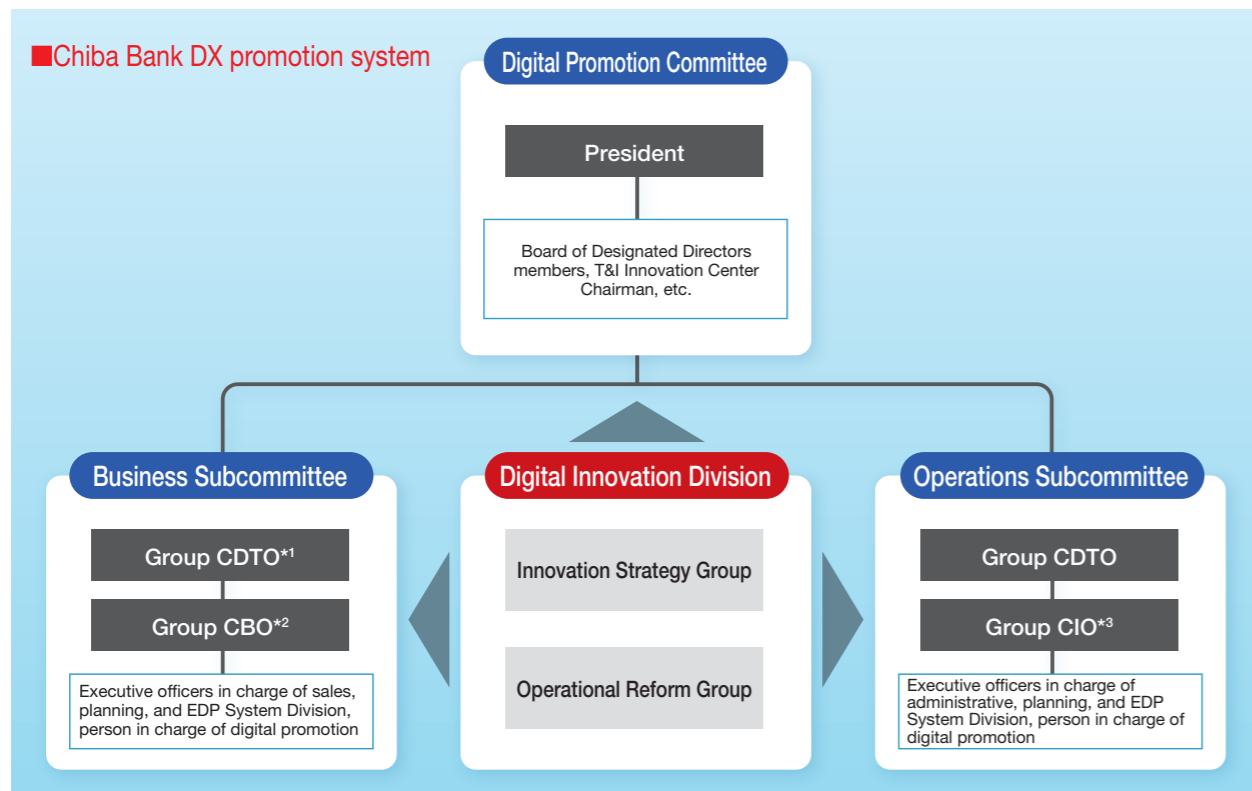 ■Chiba Bank DX promotion system
Digital Promotion Committee
President
Board of Designated Directors
members, T&I Innovation Center
Chairman, etc.
Business Subcommittee
Group CDTO*1
Group CBO*2
Executive officers in charge of sales,
planning, and EDP System Division,
person in charge of digital promotion
Digital Innovation Division
Innovation Strategy Group
Operational Reform Group
Operations Subcommittee
Group CDTO
Group CIO*3
Executive officers in charge of
administrative, planning, and EDP
System Division, person in charge of
digital promotion